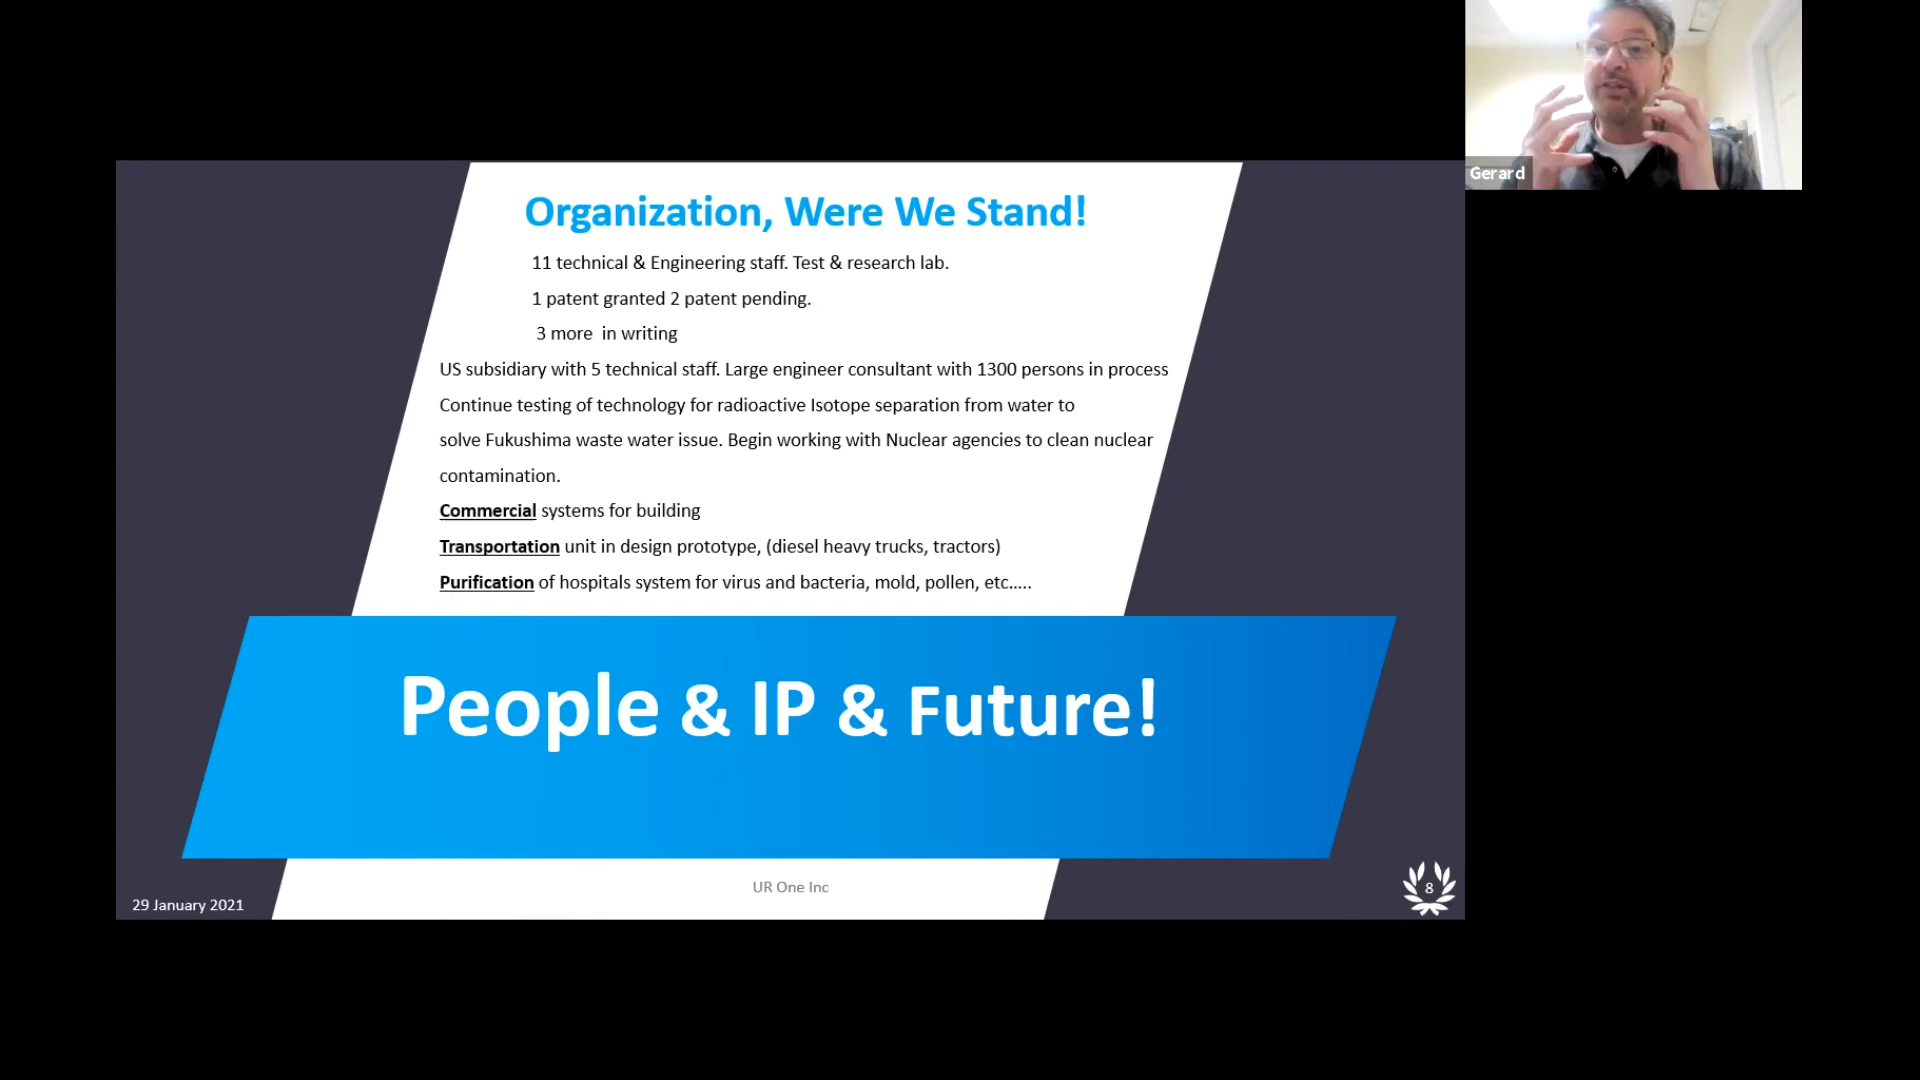 Gerard
Organization, Were We Stand!
11 technical & Engineering staff. Test & research lab.
1 patent granted 2 patent pending.
3 more  in writing
US subsidiary with 5 technical staff. Large engineer consultant with 1300 persons in process
Continue testing of technology for radioactive Isotope separation from water to
solve Fukushima waste water issue. Begin working with Nuclear agencies to clean nuclear
contamination.
Commercial systems for building
Transportation unit in design prototype, (diesel heavy trucks, tractors)
Purification of hospitals system for virus and bacteria, mold, pollen, etc.....
People & IP & Future!
UR One Inc
29 January 2021
8